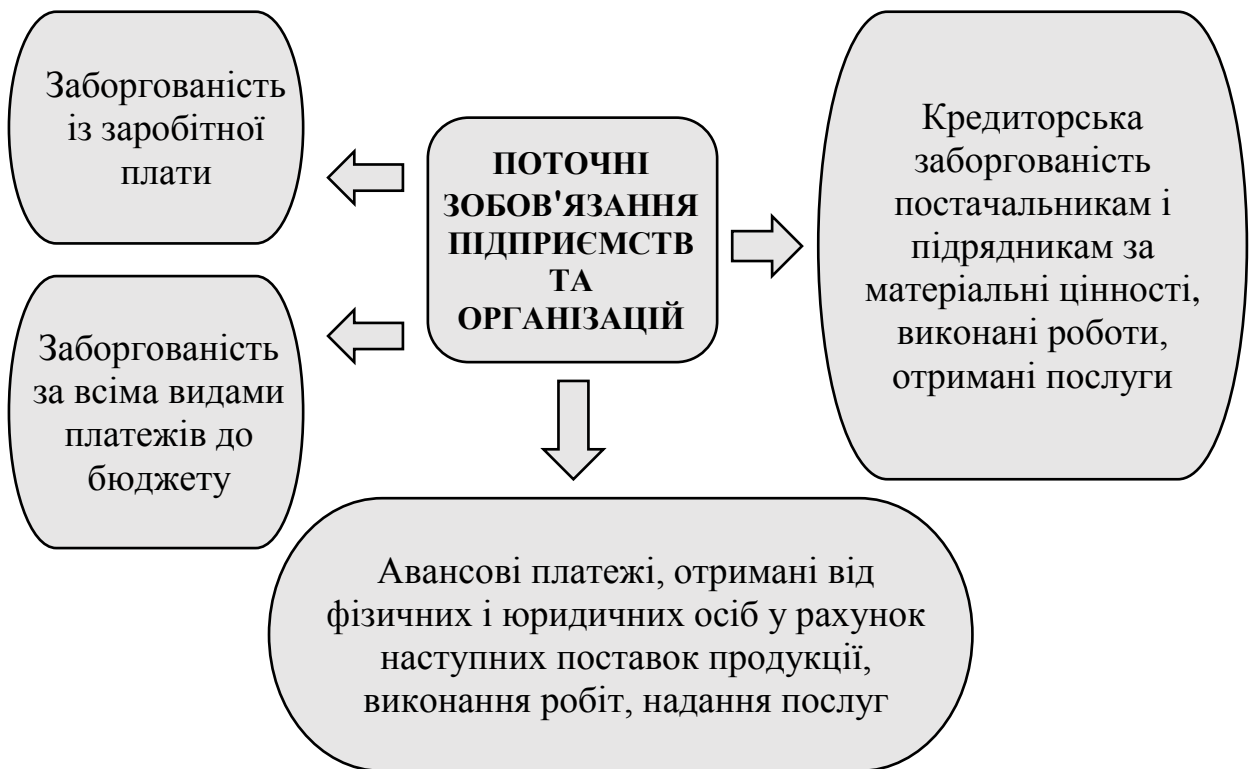 Заборгованість
із заробітної
плати
ПОТОЧНІ
ЗОБОВ'ЯЗАННЯ
ПІДПРИЄМСТВ
ТА
ОРГАНІЗАЦІЙ
Кредиторська
заборгованість
постачальникам і
підрядникам за
матеріальні цінності,
виконані роботи,
отримані послуги
Заборгованість
за всіма видами
платежів до
бюджету
Авансові платежі, отримані від
фізичних і юридичних осіб у рахунок
наступних поставок продукції,
виконання робіт, надання послуг